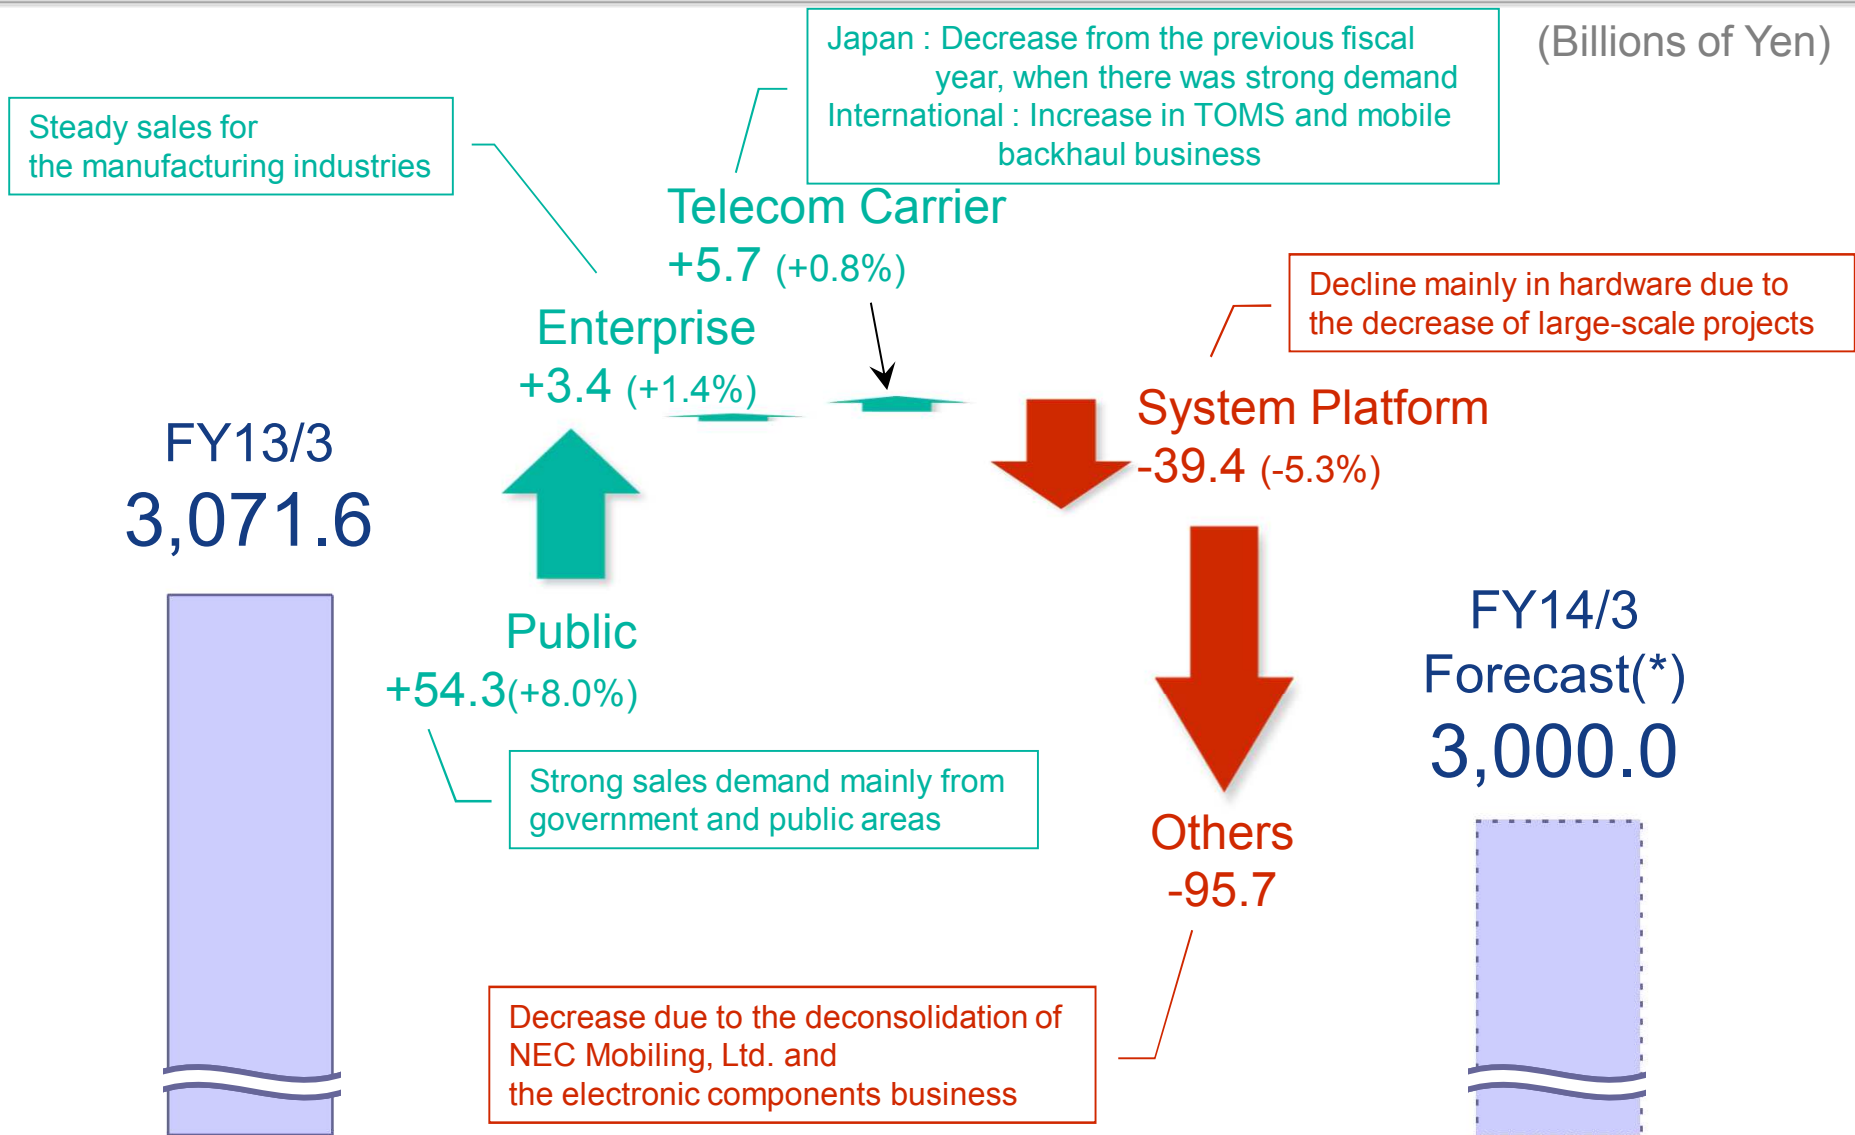 (Billions of Yen)
Japan : Decrease from the previous fiscal
year, when there was strong demand
International : Increase in TOMS and mobile
backhaul business
Steady sales for
the manufacturing industries
Telecom Carrier
+5.7 (+0.8%)
Enterprise
+3.4 (+1.4%)
Decline mainly in hardware due to
the decrease of large-scale projects
System Platform
-39.4 (-5.3%)
FY13/3
3,071.6
Public
+54.3(+8.0%)
Strong sales demand mainly from
government and public areas
FY14/3
Forecast(*)
3,000.0
Others
-95.7
Decrease due to the deconsolidation of
NEC Mobiling, Ltd. and
the electronic components business